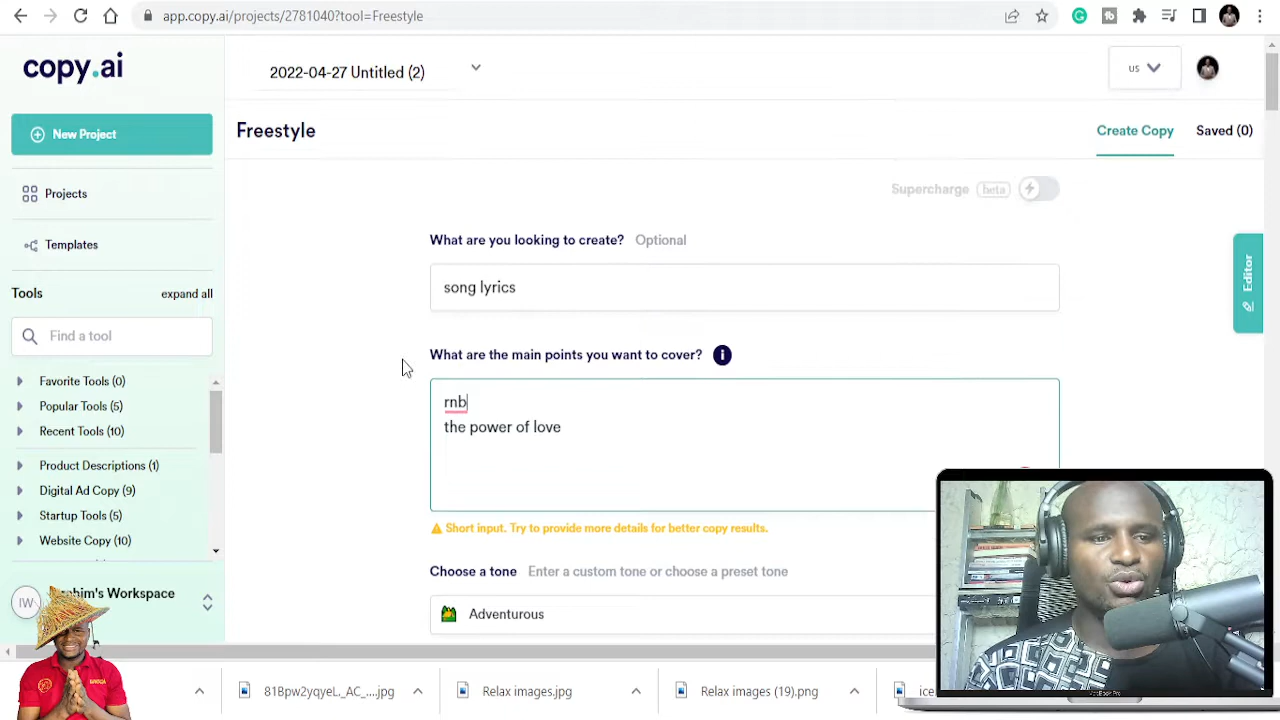 app.copy.ai/projects/2781040?tool=Freestyle
copy.ai
2022-04-27 Untitled (2)
US
New Project
Freestyle
Create Copy
Saved (0)
Projects
Supercharge
beta
Templates
What are you looking to create? Optional
Tools
expand all
song lyrics
Editor
Find a tool
What are the main points you want to cover?
Favorite Tools (0)
rnb
Popular Tools (5)
the power of love
Recent Tools (10)
Product Descriptions (1)
Digital Ad Copy (9)
Startup Tools (5)
Short input. Try to provide more details for better copy results.
Website Copy (10)
Choose a tone Enter a custom tone or choose a preset tone
IW
Workspace
Adventurous
81Bpw2yqyeL_AC_....jpg
Relax images.jpg
Relax images (19).png
ice